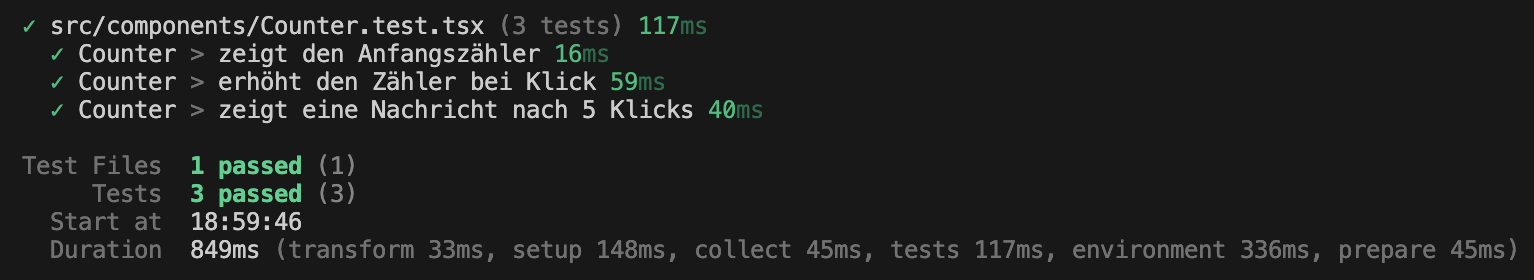 ✓ src/components/Counter.test.tsx (3 tests) 117ms
✓ Counter > zeigt den Anfangszähler 16ms
✓ Counter > erhöht den Zähler bei Klick 59ms
✓ Counter > zeigt eine Nachricht nach 5 Klicks 40ms
Test Files 1 passed (1)
Tests 3 passed (3)
Start at 18:59:46
Duration 849ms (transform 33ms, setup 148ms, collect 45ms, tests 117ms, environment 336ms, prepare 45ms)